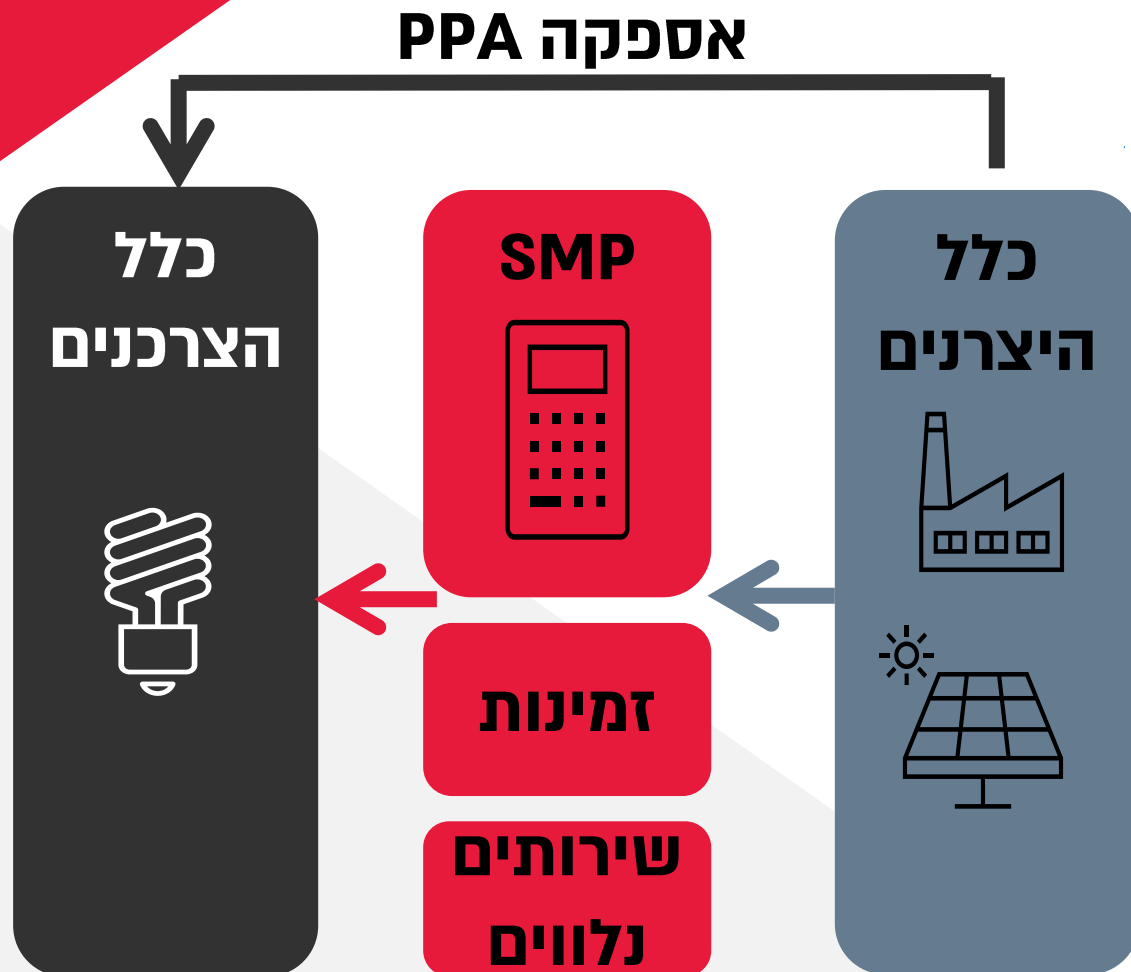 אספקה PPA
כלל
היצרנים
SMP
זמינות
שירותים
נלווים
כלל
הצרכנים